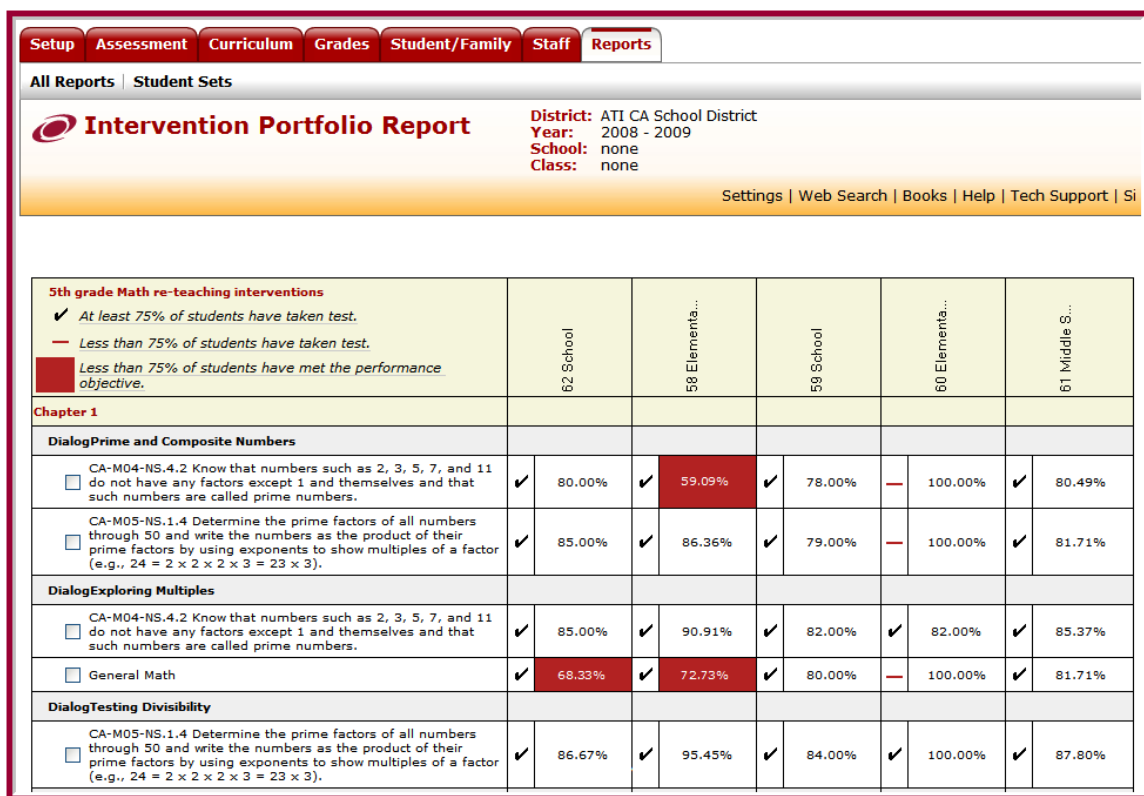 Setup Assessment Curriculum Grades Student/Family Staff Reports
All Reports | Student Sets
Intervention Portfolio Report
District: ATI CA School District
Year: 2008 - 2009
School: none
Class: none
Settings | Web Search | Books | Help | Tech Support | Si
5th grade Math re-teaching interventions
At least 75% of students have taken test.
Less than 75% of students have taken test.
Less than 75% of students have met the performance
objective.
62 School
58 Elementa...
59 School
60 Elementa...
61 Middle S...
Chapter 1
DialogPrime and Composite Numbers
CA-M04-NS.4.2 Know that numbers such as 2, 3, 5, 7, and 11
do not have any factors except 1 and themselves and that
such numbers are called prime numbers.
✔ 80.00% ✔ 59.09% ✔ 78.00% — 100.00% ✔ 80.49%
CA-M05-NS.1.4 Determine the prime factors of all numbers
through 50 and write the numbers as the product of their
prime factors by using exponents to show multiples of a factor
(e.g., 24 = 2 x 2 x 2 x 3 = 23 x 3).
✔ 85.00% ✔ 86.36% ✔ 79.00% — 100.00% ✔ 81.71%
DialogExploring Multiples
CA-M04-NS.4.2 Know that numbers such as 2, 3, 5, 7, and 11
do not have any factors except 1 and themselves and that
such numbers are called prime numbers.
✔ 85.00% ✔ 90.91% ✔ 82.00% ✔ 82.00% ✔ 85.37%
General Math ✔ 68.33% ✔ 72.73% ✔ 80.00% — 100.00% ✔ 81.71%
DialogTesting Divisibility
CA-M05-NS.1.4 Determine the prime factors of all numbers
through 50 and write the numbers as the product of their
prime factors by using exponents to show multiples of a factor
(e.g., 24 = 2 x 2 x 2 x 3 = 23 x 3).
✔ 86.67% ✔ 95.45% ✔ 84.00% ✔ 100.00% ✔ 87.80%